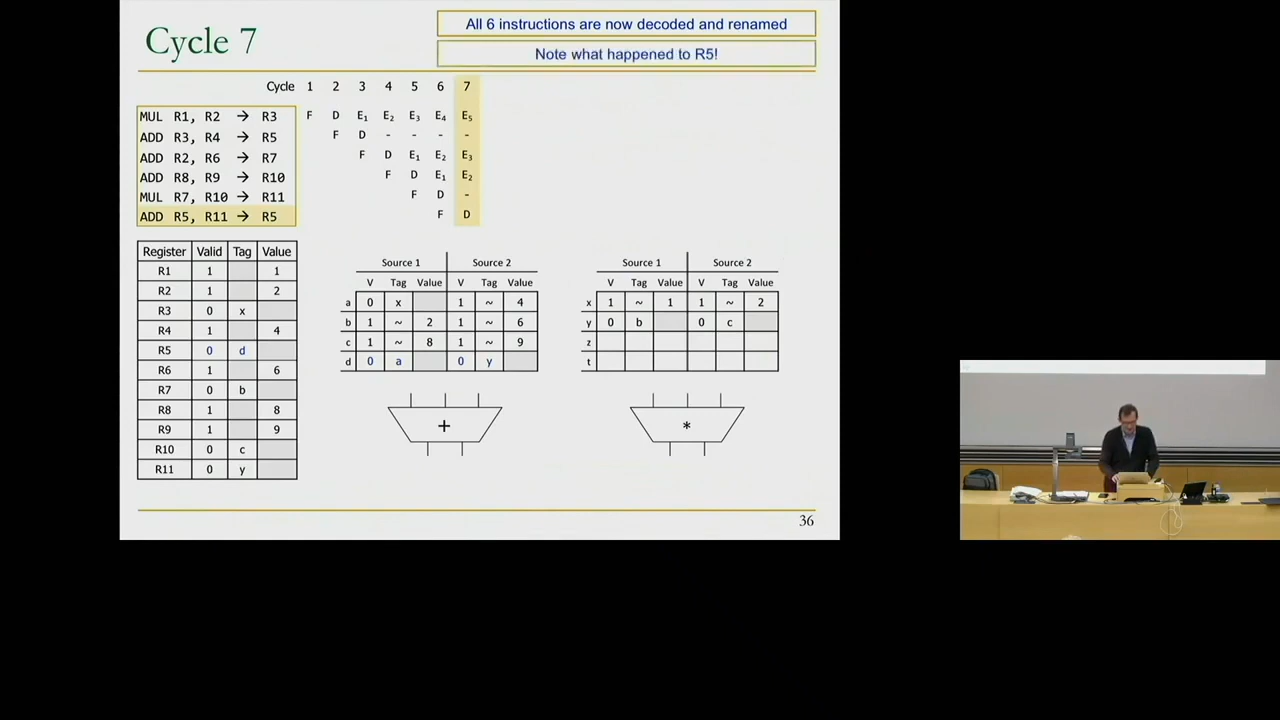 Cycle 7
All 6 instructions are now decoded and renamed
Note what happened to R5!
Cycle 1 2 3 4 5 6 7
MUL R1, R2 → R3 F D E₁ E₂ E₃ E₄ E₅
ADD R3, R4 → R5 F D - - - -
ADD R2, R6 → R7 F D E₁ E₂ E₃
ADD R8, R9 → R10 F D E₁ E₂
MUL R7, R10 → R11 F D -
ADD R5, R11 → R5 F D
Register Valid Tag Value
R1 1 1
R2 1 2
R3 0 x
R4 1 4
R5 0 d
R6 1 6
R7 0 b
R8 1 8
R9 1 9
R10 0 c
R11 0 y
Source 1 Source 2
V Tag Value V Tag Value
a 0 x 1 ~ 4
b 1 ~ 2 1 ~ 6
c 1 ~ 8 1 ~ 9
d 0 a 0 y
+
Source 1 Source 2
V Tag Value V Tag Value
x 1 ~ 1 1 ~ 2
y 0 b 0 c
z
t
*
36